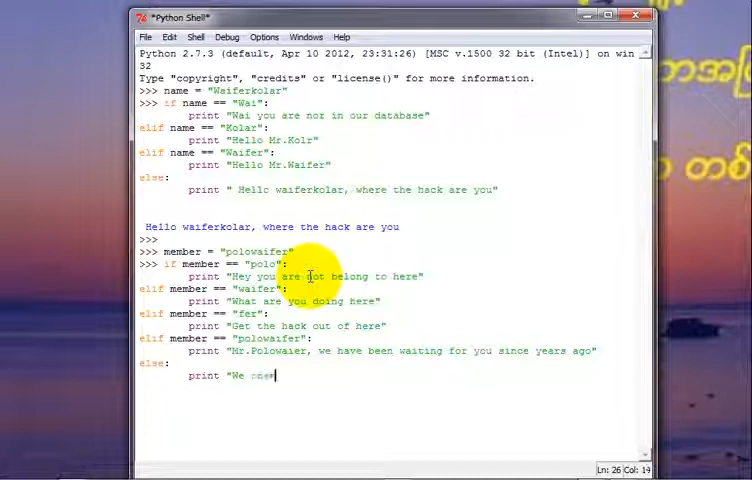 *Python Shell*
File Edit Shell Debug Options Windows Help
Python 2.7.3 (default, Apr 10 2012, 23:31:26) [MSC v.1500 32 bit (Intel)] on win
32
Type "copyright", "credits" or "license()" for more information.
>>> name = "Waiferkolar"
>>> if name == "Wai":
print "Wai you are nor in our database"
elif name == "Kolar":
print "Hello Mr.Kolr"
elif name == "Waifer":
print "Hello Mr.Waifer"
else:
print " Hello waiferkolar, where the hack are you"
Hello waiferkolar, where the hack are you
>>>
>>> member = "polowaifer"
>>> if member == "polo":
print "Hey you are not belong to here"
elif member == "waifer":
print "What are you doing here"
elif member == "fer":
print "Get the hack out of here"
elif member == "polowaifer":
print "Mr.Polowaier, we have been waiting for you since years ago"
else:
print "We
Ln: 26 Col: 19
တစ်